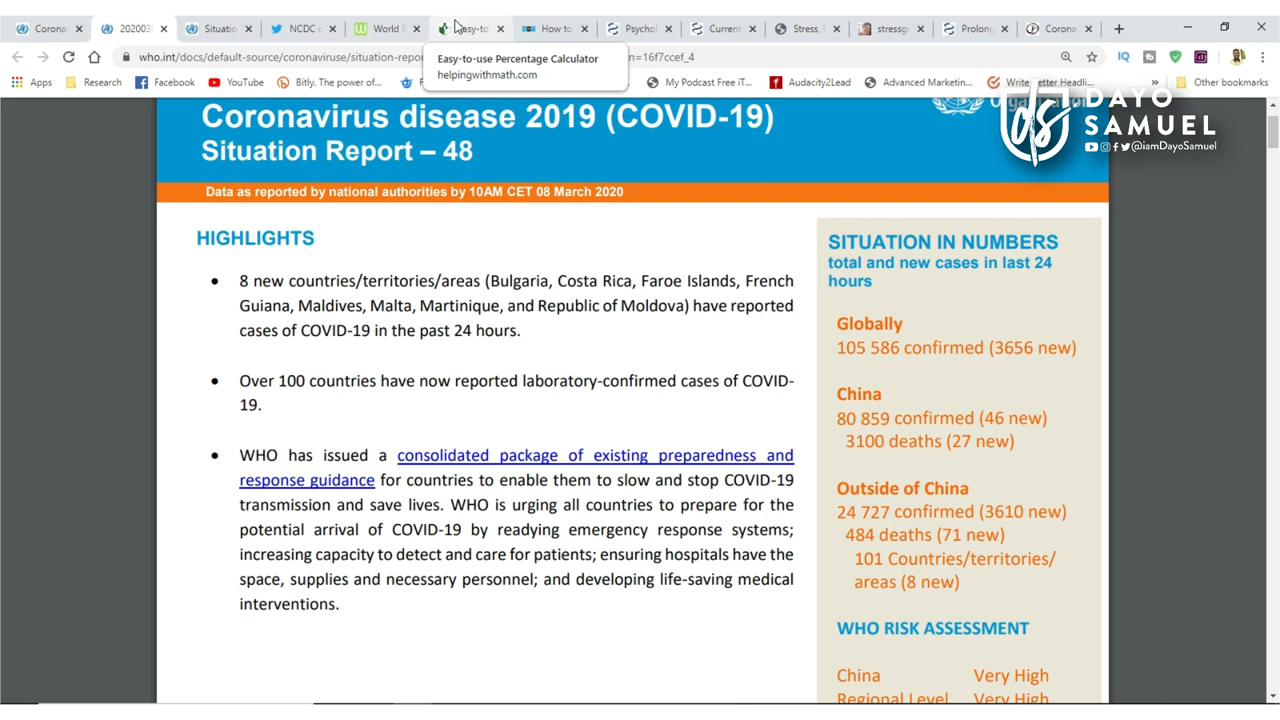 Corona
202003
Situatio
NCDC
World
Easy-to
How to
Psychol
Current
Stress,
stressg
Prolong
Corona
who.int/docs/default-source/coronaviruse/situation-repo
n=16f7ccef_4
Easy-to-use Percentage Calculator
helpingwithmath.com
Apps
Research
Facebook
YouTube
Bitly. The power of...
My Podcast Free iT...
Audacity2Lead
Advanced Marketin...
Headli...
»
Other bookmarks
DAYO
SAMUEL
@iamDayoSamuel
Coronavirus disease 2019 (COVID-19)
Situation Report – 48
Data as reported by national authorities by 10AM CET 08 March 2020
HIGHLIGHTS
• 8 new countries/territories/areas (Bulgaria, Costa Rica, Faroe Islands, French
Guiana, Maldives, Malta, Martinique, and Republic of Moldova) have reported
cases of COVID-19 in the past 24 hours.
• Over 100 countries have now reported laboratory-confirmed cases of COVID-
19.
• WHO has issued a consolidated package of existing preparedness and
response guidance for countries to enable them to slow and stop COVID-19
transmission and save lives. WHO is urging all countries to prepare for the
potential arrival of COVID-19 by readying emergency response systems;
increasing capacity to detect and care for patients; ensuring hospitals have the
space, supplies and necessary personnel; and developing life-saving medical
interventions.
SITUATION IN NUMBERS
total and new cases in last 24
hours
Globally
105 586 confirmed (3656 new)
China
80 859 confirmed (46 new)
3100 deaths (27 new)
Outside of China
24 727 confirmed (3610 new)
484 deaths (71 new)
101 Countries/territories/
areas (8 new)
WHO RISK ASSESSMENT
China Very High
Regional Level Very High